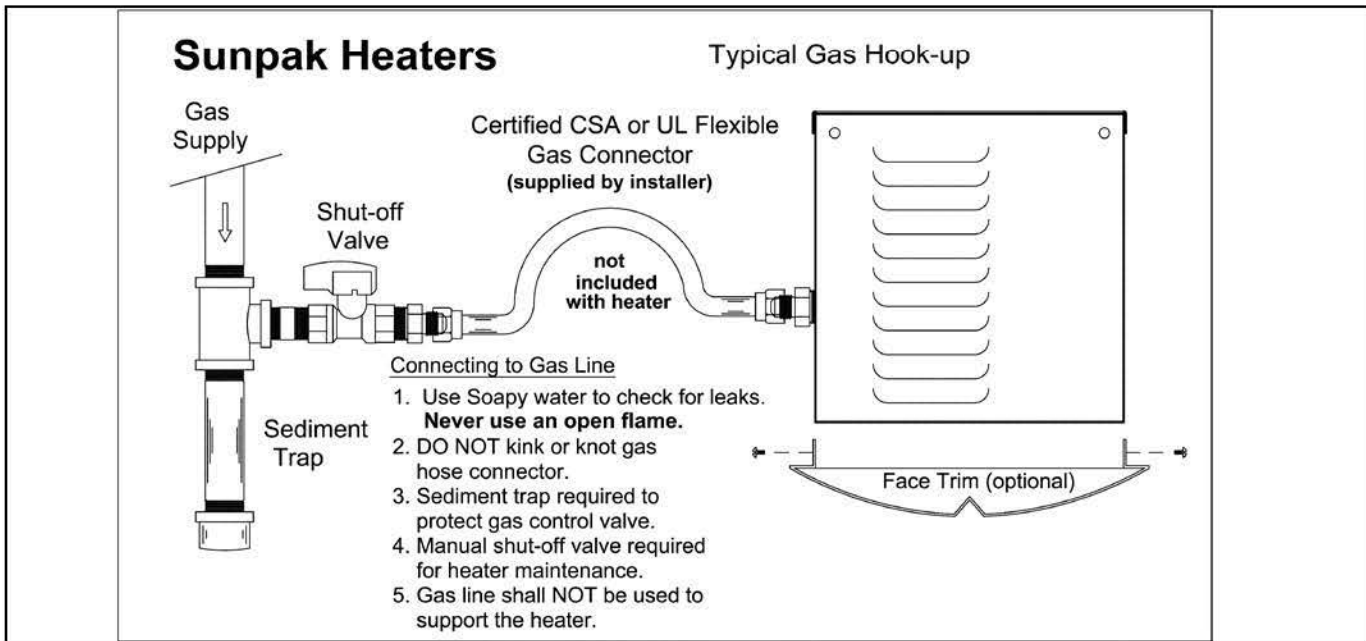 Sunpak Heaters
Typical Gas Hook-up
Gas
Supply
Certified CSA or UL Flexible
Gas Connector
(supplied by installer)
Shut-off
Valve
not
included
with heater
Connecting to Gas Line
1. Use Soapy water to check for leaks.
Never use an open flame.
2. DO NOT kink or knot gas
hose connector.
3. Sediment trap required to
protect gas control valve.
4. Manual shut-off valve required
for heater maintenance.
5. Gas line shall NOT be used to
support the heater.
Sediment
Trap
Face Trim (optional)